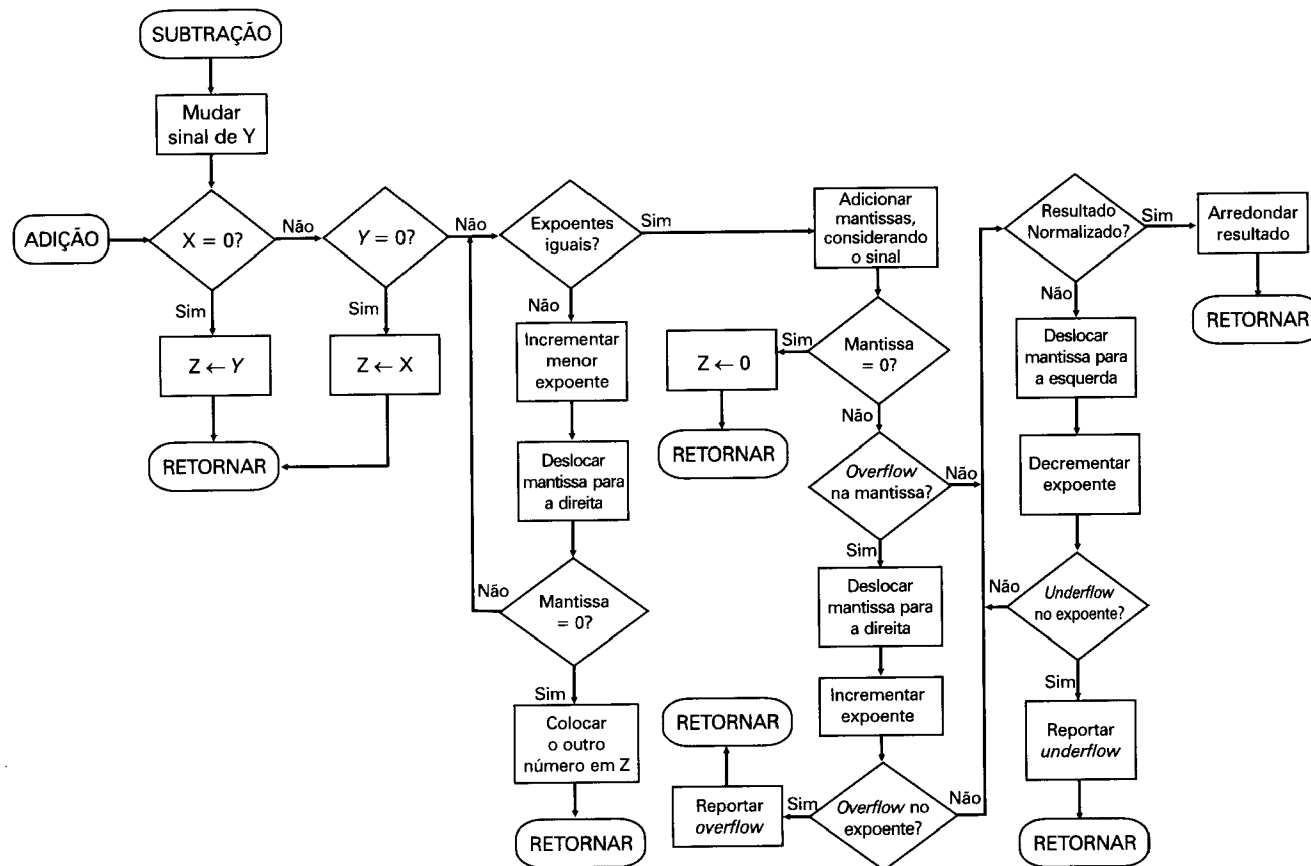 SUBTRAÇÃO
Mudar
sinal de Y
ADIÇÃO
X = 0?
Não
Sim
Z ← Y
RETORNAR
Y = 0?
Não
Sim
Z ← X
Expoentes
iguais?
Sim
Não
Incrementar
menor
expoente
Deslocar
mantissa para
a direita
Mantissa
= 0?
Não
Sim
Colocar
o outro
número em Z
RETORNAR
Adicionar
mantissas,
considerando
o sinal
Mantissa
= 0?
Sim
Z ← 0
RETORNAR
Não
Overflow
na mantissa?
Não
Sim
Deslocar
mantissa para
a direita
Incrementar
expoente
Overflow no
expoente?
Não
Sim
Reportar
overflow
RETORNAR
Resultado
Normalizado?
Sim
Arredondar
resultado
RETORNAR
Não
Deslocar
mantissa para
a esquerda
Decrementar
expoente
Underflow
no expoente?
Não
Sim
Reportar
underflow
RETORNAR